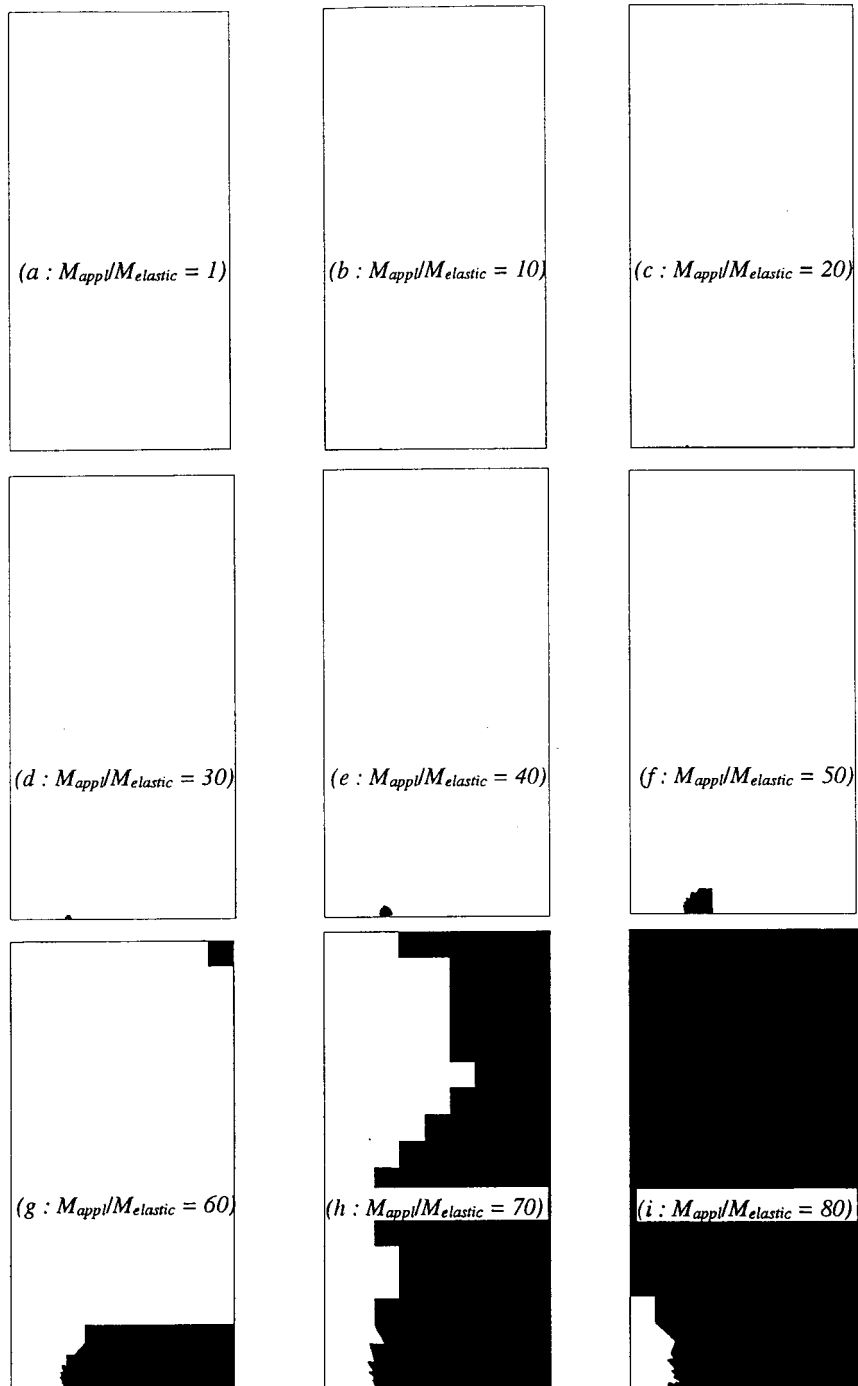 (a : Mappl/Melastic = 1)
(b : Mappl/Melastic = 10)
(c : Mappl/Melastic = 20)
(d : Mappl/Melastic = 30)
(e : Mappl/Melastic = 40)
(f : Mappl/Melastic = 50)
(g : Mappl/Melastic = 60)
(h : Mappl/Melastic = 70)
(i : Mappl/Melastic = 80)